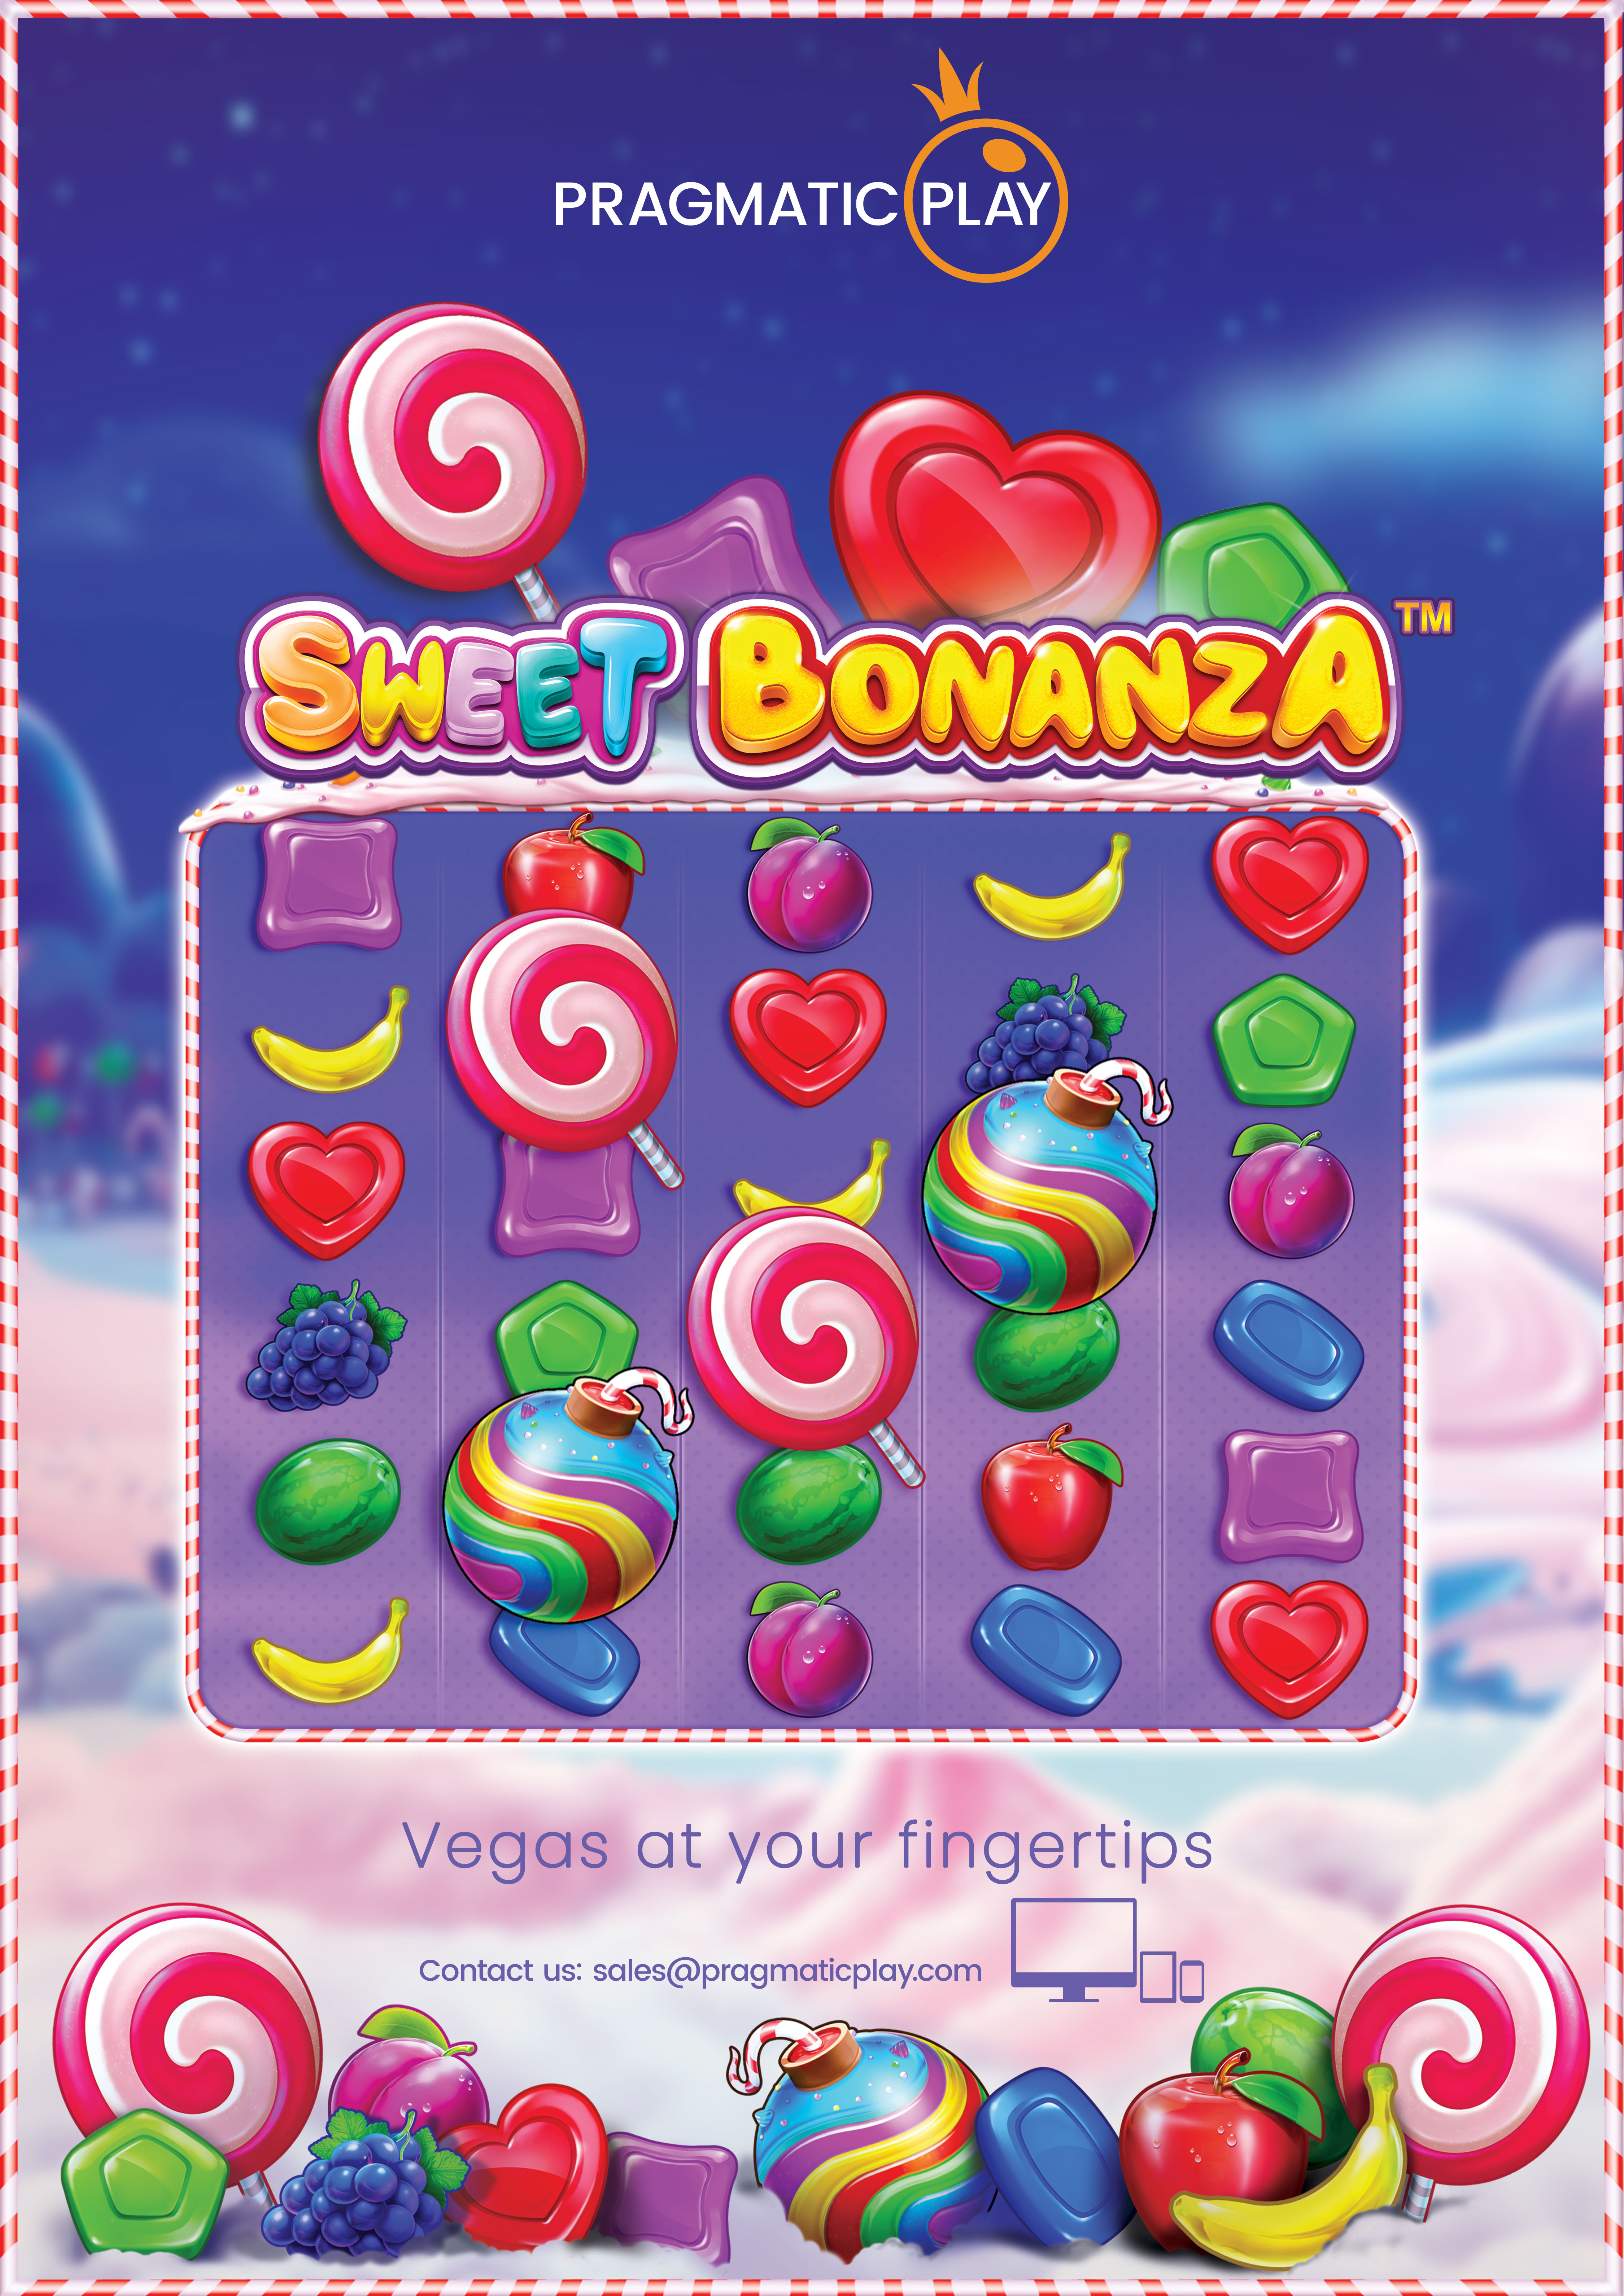 PRAGMATIC PLAY
SWEET BONANZA™
Vegas at your fingertips
Contact us: sales@pragmaticplay.com